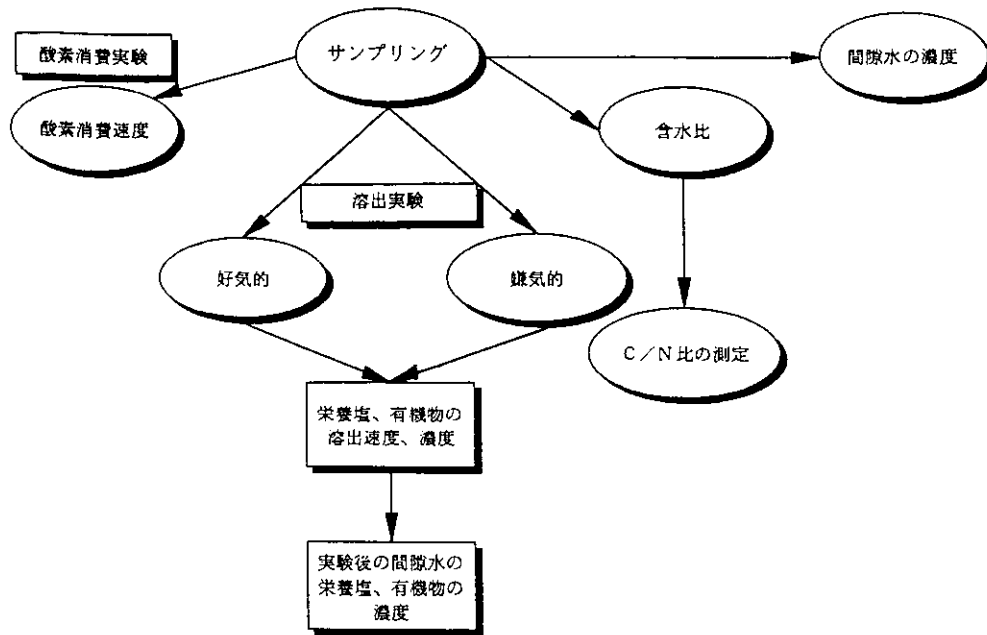 サンプリング
酸素消費実験
酸素消費速度
間隙水の濃度
含水比
溶出実験
好気的
嫌気的
C/N比の測定
栄養塩、有機物の
溶出速度、濃度
実験後の間隙水の
栄養塩、有機物の
濃度